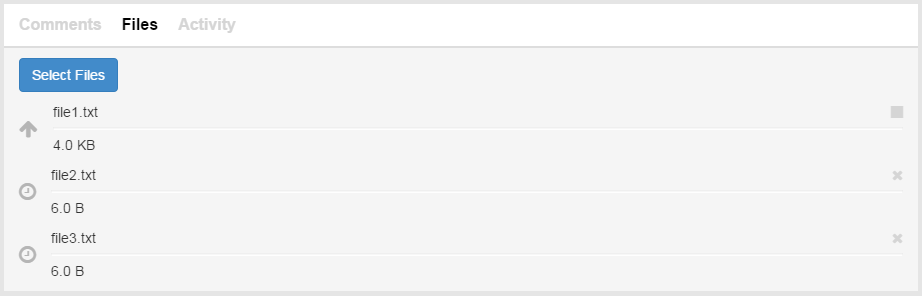 Comments Files Activity
Select Files
file1.txt
4.0 KB
file2.txt
6.0 B
file3.txt
6.0 B